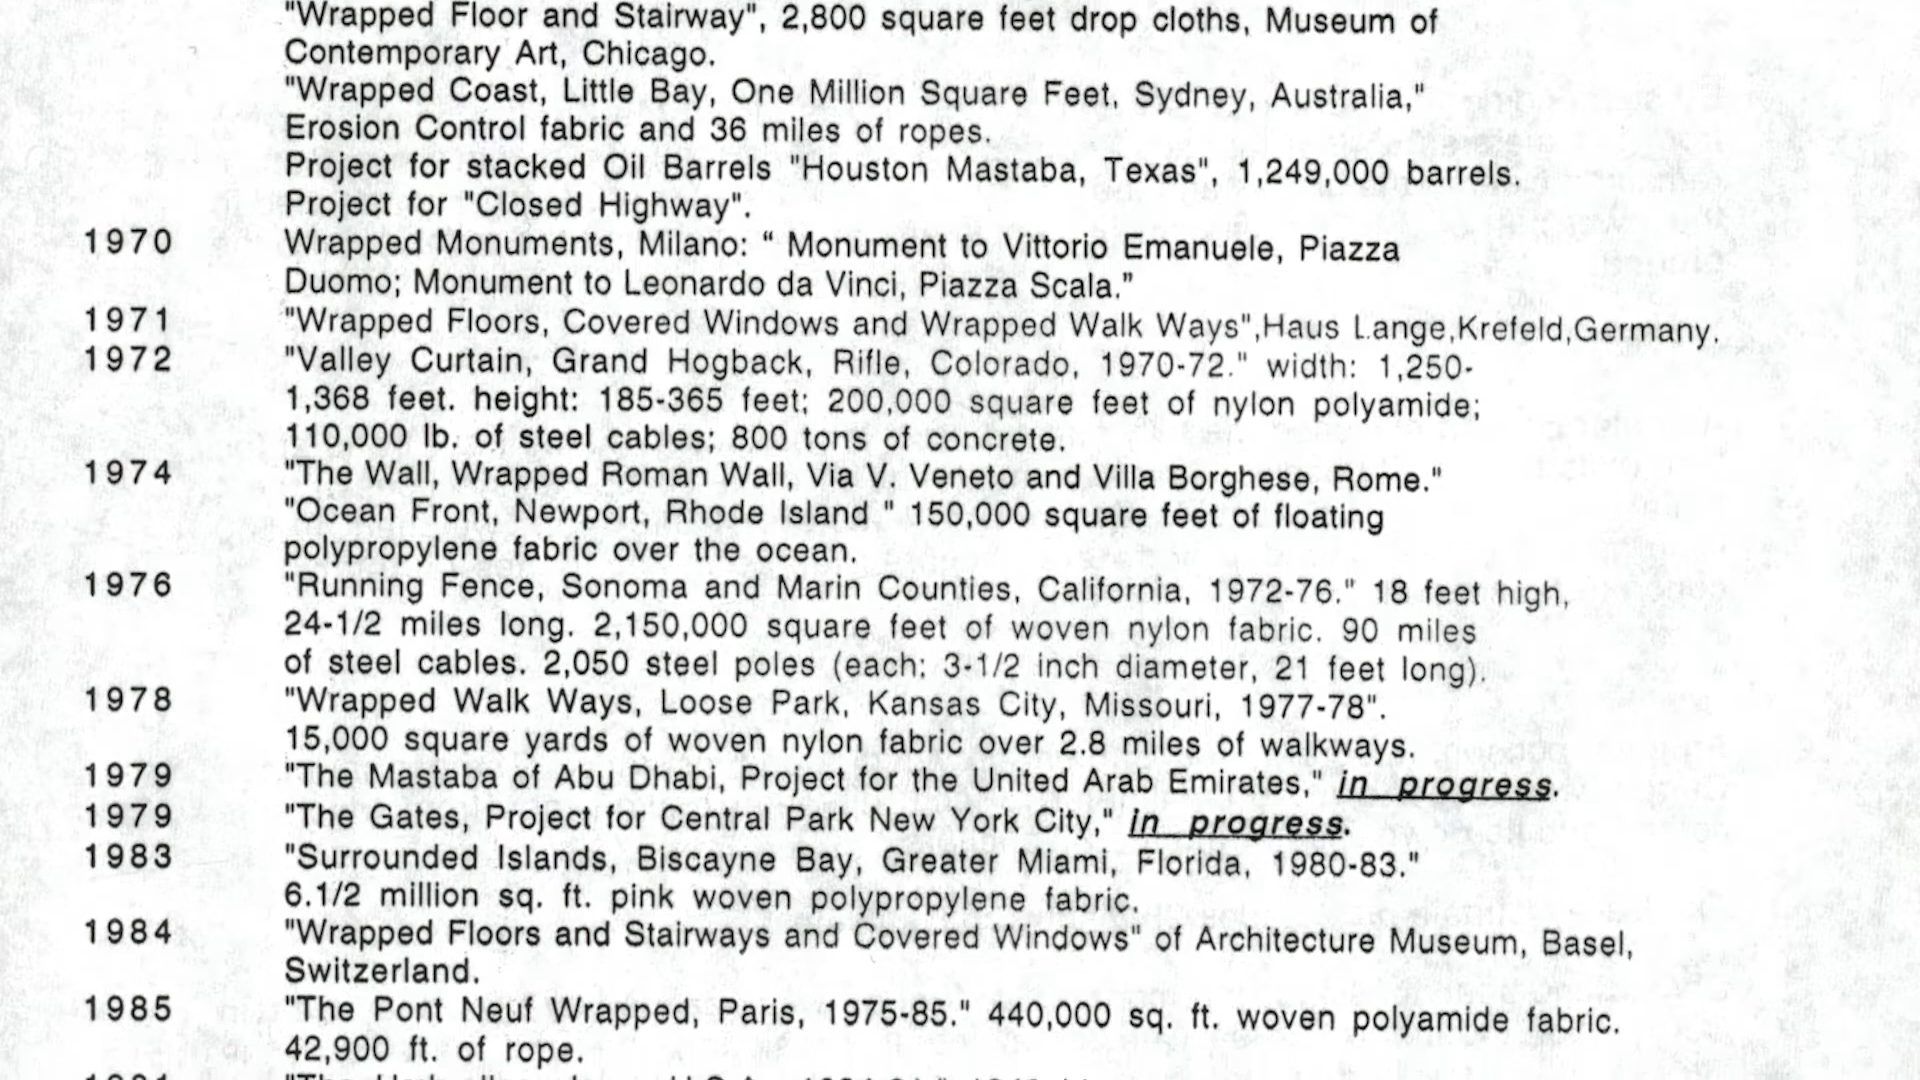 "Wrapped Floor and Stairway", 2,800 square feet drop cloths, Museum of
Contemporary Art, Chicago.
"Wrapped Coast, Little Bay, One Million Square Feet, Sydney, Australia,"
Erosion Control fabric and 36 miles of ropes.
Project for stacked Oil Barrels "Houston Mastaba, Texas", 1,249,000 barrels.
Project for "Closed Highway".
1970 Wrapped Monuments, Milano: “ Monument to Vittorio Emanuele, Piazza
Duomo; Monument to Leonardo da Vinci, Piazza Scala."
1971 "Wrapped Floors, Covered Windows and Wrapped Walk Ways",Haus Lange,Krefeld,Germany.
1972 "Valley Curtain, Grand Hogback, Rifle, Colorado, 1970-72." width: 1,250-
1,368 feet. height: 185-365 feet; 200,000 square feet of nylon polyamide;
110,000 lb. of steel cables; 800 tons of concrete.
1974 "The Wall, Wrapped Roman Wall, Via V. Veneto and Villa Borghese, Rome."
"Ocean Front, Newport, Rhode Island " 150,000 square feet of floating
polypropylene fabric over the ocean.
1976 "Running Fence, Sonoma and Marin Counties, California, 1972-76." 18 feet high,
24-1/2 miles long. 2,150,000 square feet of woven nylon fabric. 90 miles
of steel cables. 2,050 steel poles (each: 3-1/2 inch diameter, 21 feet long).
1978 "Wrapped Walk Ways, Loose Park, Kansas City, Missouri, 1977-78".
15,000 square yards of woven nylon fabric over 2.8 miles of walkways.
1979 "The Mastaba of Abu Dhabi, Project for the United Arab Emirates," in progress.
1979 "The Gates, Project for Central Park New York City," in progress.
1983 "Surrounded Islands, Biscayne Bay, Greater Miami, Florida, 1980-83."
6.1/2 million sq. ft. pink woven polypropylene fabric.
1984 "Wrapped Floors and Stairways and Covered Windows" of Architecture Museum, Basel,
Switzerland.
1985 "The Pont Neuf Wrapped, Paris, 1975-85." 440,000 sq. ft. woven polyamide fabric.
42,900 ft. of rope.